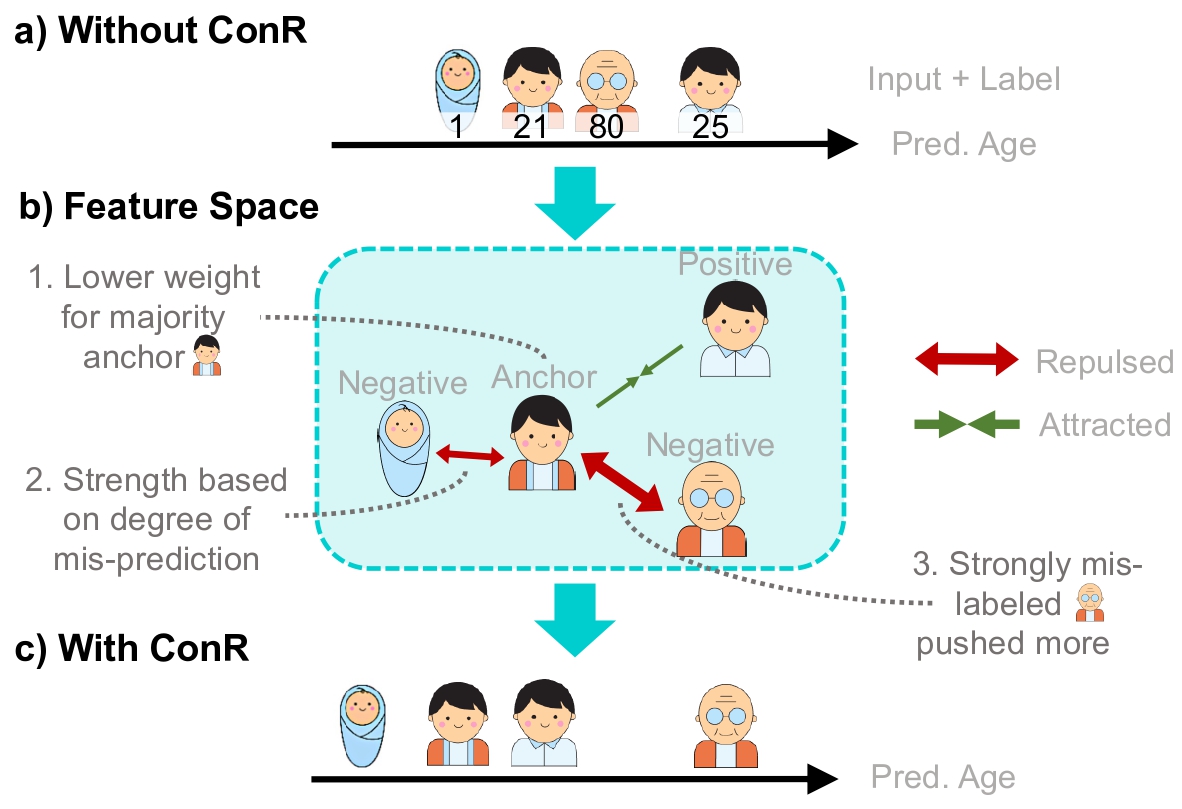 a) Without ConR
Input + Label
1 21 80 25
Pred. Age
b) Feature Space
1. Lower weight
for majority
anchor
Positive
Negative
Anchor
Negative
Repulsed
Attracted
2. Strength based
on degree of
mis-prediction
3. Strongly mis-
labeled
pushed more
c) With ConR
Pred. Age